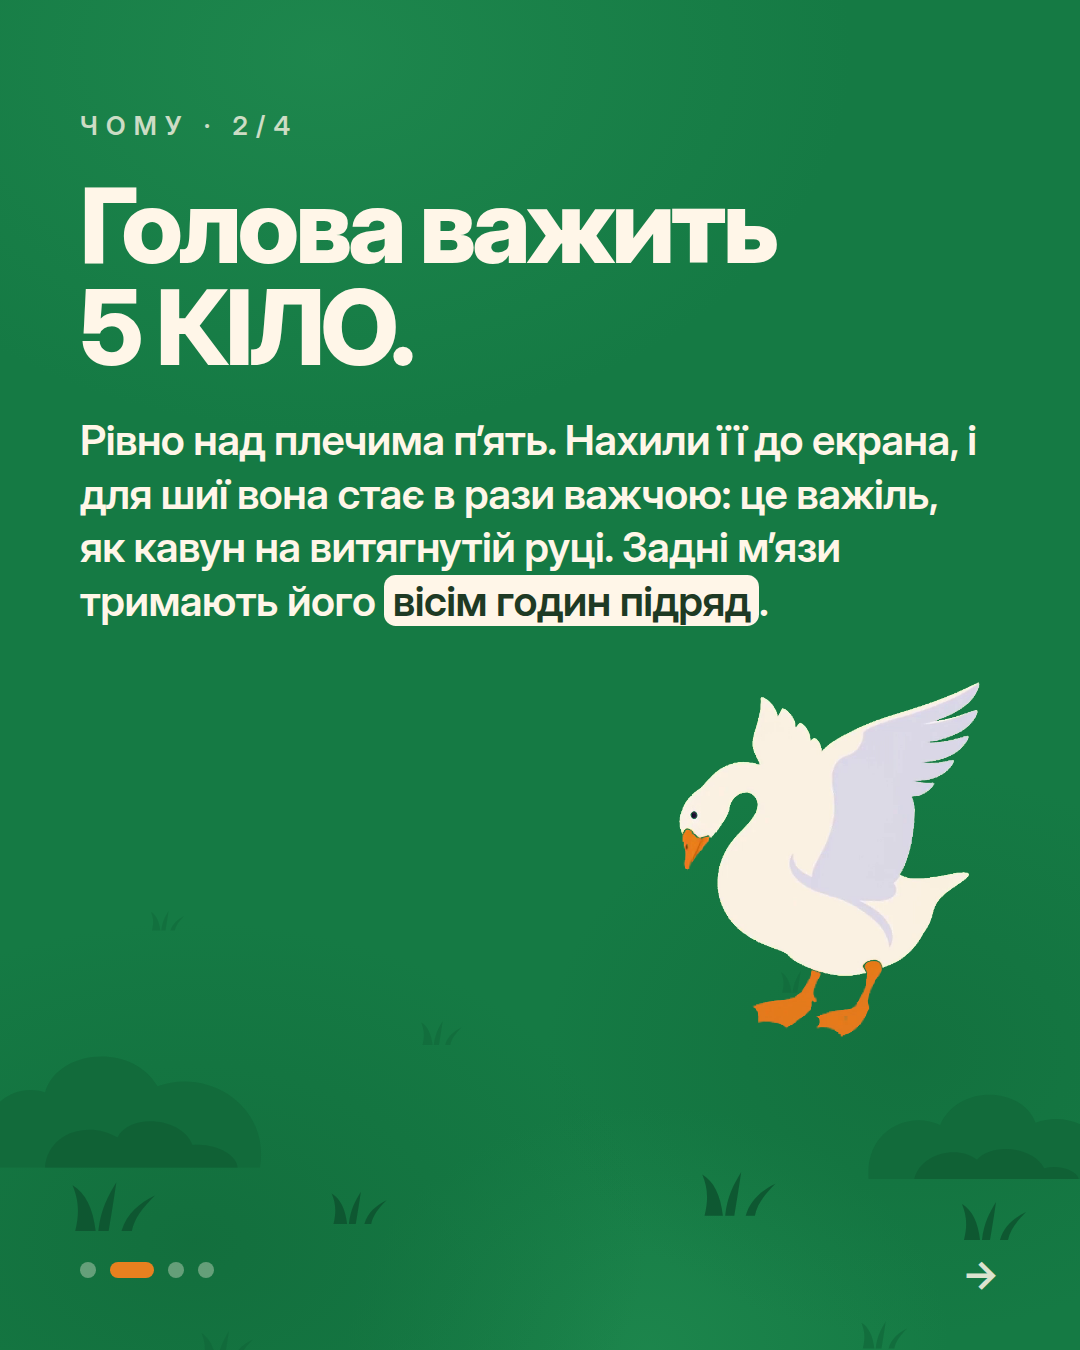 ЧОМУ · 2/4
Голова важить
5 КІЛО.
Рівно над плечима п’ять. Нахили її до екрана, і
для шиї вона стає в рази важчою: це важіль,
як кавун на витягнутій руці. Задні м’язи
тримають його вісім годин підряд.